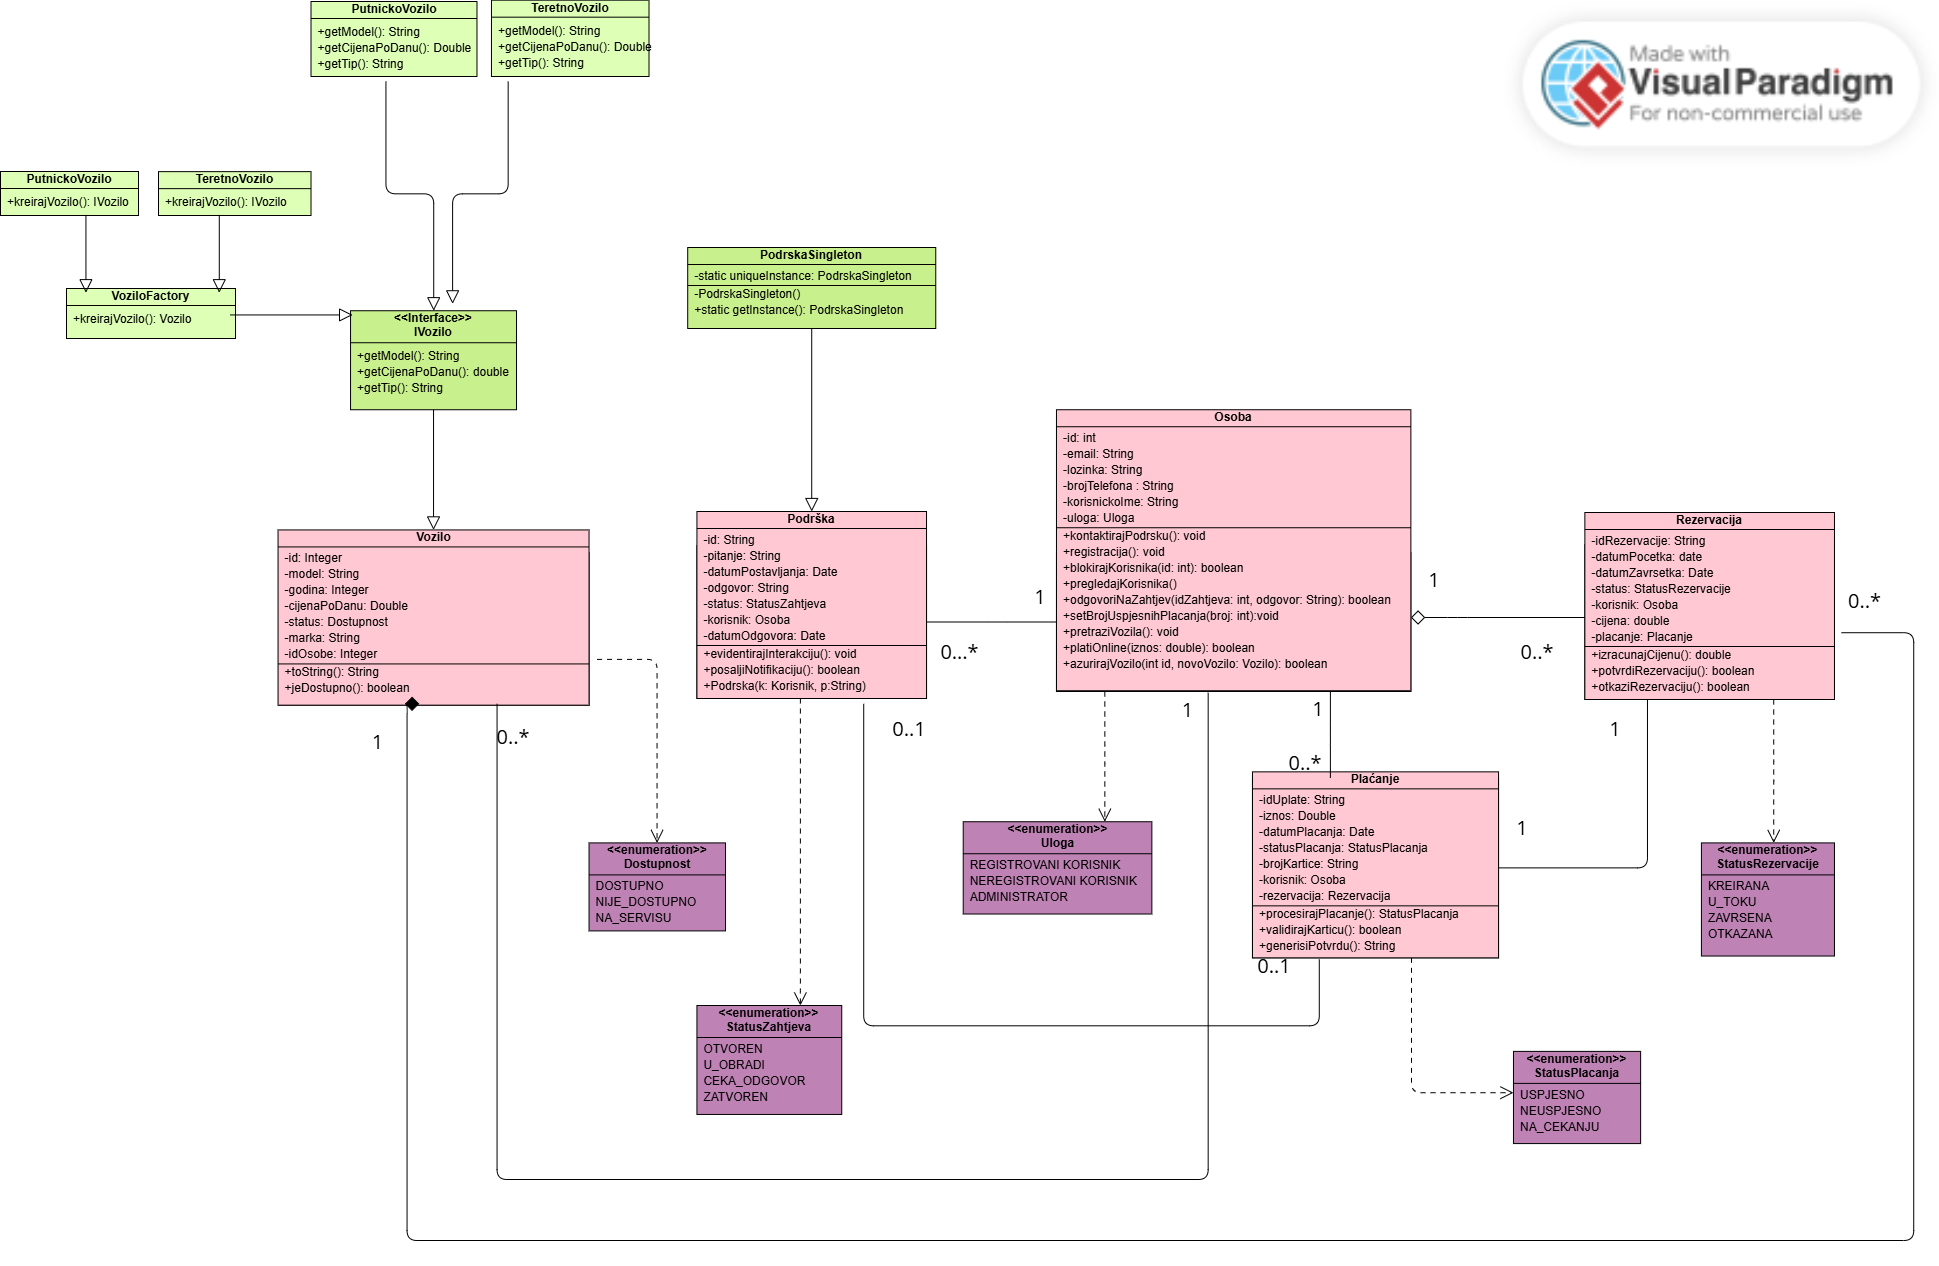 PutnickoVozilo
+getModel(): String
+getCijenaPoDanu(): Double
+getTip(): String
TeretnoVozilo
+getModel(): String
+getCijenaPoDanu(): Double
+getTip(): String
Made with
Visual Paradigm
For non-commercial use
PutnickoVozilo
+kreirajVozilo(): IVozilo
TeretnoVozilo
+kreirajVozilo(): IVozilo
VoziloFactory
+kreirajVozilo(): Vozilo
<<Interface>>
IVozilo
+getModel(): String
+getCijenaPoDanu(): double
+getTip(): String
PodrskaSingleton
-static uniqueInstance: PodrskaSingleton
-PodrskaSingleton()
+static getInstance(): PodrskaSingleton
Vozilo
-id: Integer
-model: String
-godina: Integer
-cijenaPoDanu: Double
-status: Dostupnost
-marka: String
-idOsobe: Integer
+toString(): String
+jeDostupno(): boolean
1
0..*
Podrška
-id: String
-pitanje: String
-datumPostavljanja: Date
-odgovor: String
-status: StatusZahtjeva
-korisnik: Osoba
-datumOdgovora: Date
+evidentirajInterakciju(): void
+posaljiNotifikaciju(): boolean
+Podrska(k: Korisnik, p:String)
1
0...*
0..1
Osoba
-id: int
-email: String
-lozinka: String
-brojTelefona : String
-korisnickoIme: String
-uloga: Uloga
+kontaktirajPodrsku(): void
+registracija(): void
+blokirajKorisnika(id: int): boolean
+pregledajKorisnika()
+odgovoriNaZahtjev(idZahtjeva: int, odgovor: String): boolean
+setBrojUspjesnihPlacanja(broj: int):void
+pretraziVozila(): void
+platiOnline(iznos: double): boolean
+azurirajVozilo(int id, novoVozilo: Vozilo): boolean
1
0..*
1
1
0..*
Rezervacija
-idRezervacije: String
-datumPocetka: date
-datumZavrsetka: Date
-status: StatusRezervacije
-korisnik: Osoba
-cijena: double
-placanje: Placanje
+izracunajCijenu(): double
+potvrdiRezervaciju(): boolean
+otkaziRezervaciju(): boolean
0..*
1
Plaćanje
-idUplate: String
-iznos: Double
-datumPlacanja: Date
-statusPlacanja: StatusPlacanja
-brojKartice: String
-korisnik: Osoba
-rezervacija: Rezervacija
+procesirajPlacanje(): StatusPlacanja
+validirajKarticu(): boolean
+generisiPotvrdu(): String
1
0..1
<<enumeration>>
Dostupnost
DOSTUPNO
NIJE_DOSTUPNO
NA_SERVISU
<<enumeration>>
Uloga
REGISTROVANI KORISNIK
NEREGISTROVANI KORISNIK
ADMINISTRATOR
<<enumeration>>
StatusRezervacije
KREIRANA
U_TOKU
ZAVRSENA
OTKAZANA
<<enumeration>>
StatusZahtjeva
OTVOREN
U_OBRADI
CEKA_ODGOVOR
ZATVOREN
<<enumeration>>
StatusPlacanja
USPJESNO
NEUSPJESNO
NA_CEKANJU